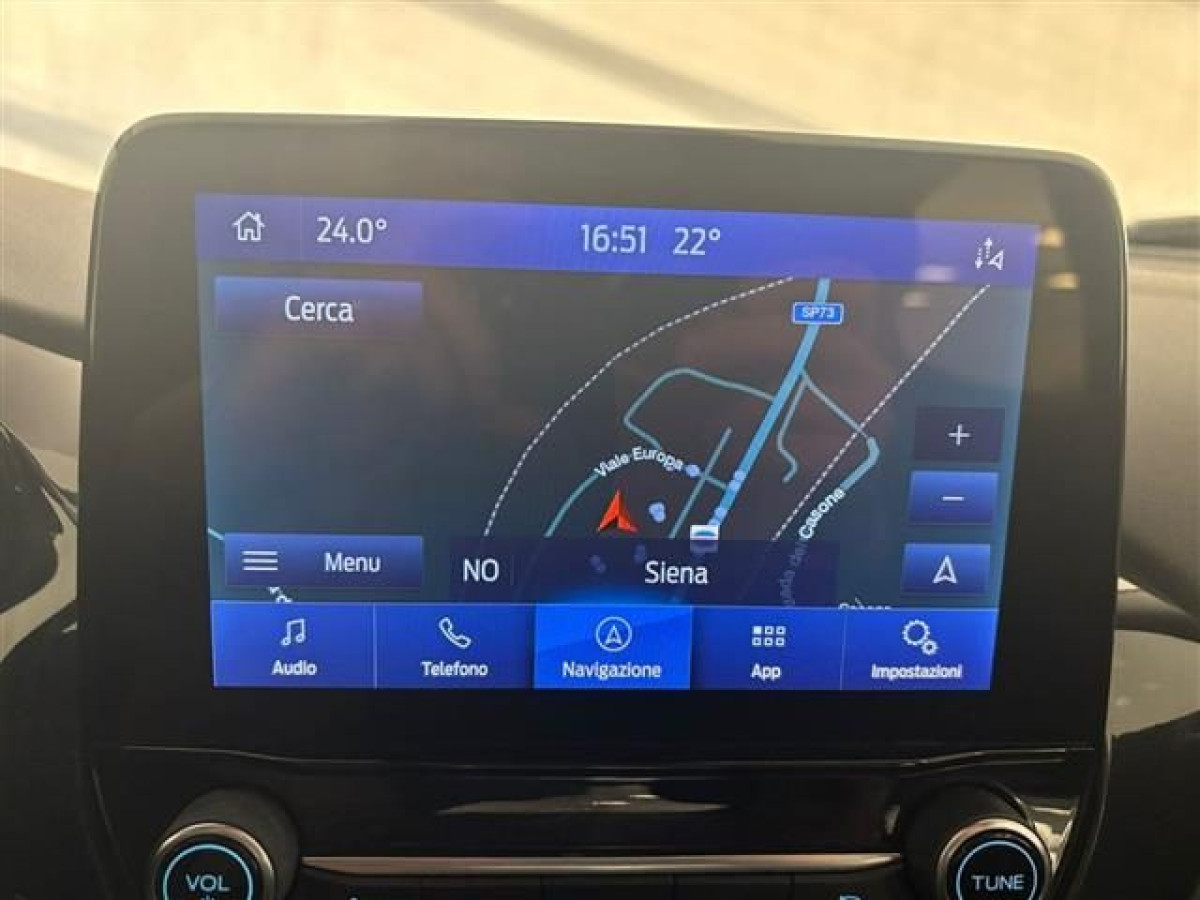 24.0°
16:51 22°
Cerca
SP73
+
Viale Europa
−
Casone
Menu
NO
Siena
Audio
Telefono
Navigazione
App
Impostazioni
VOL
TUNE